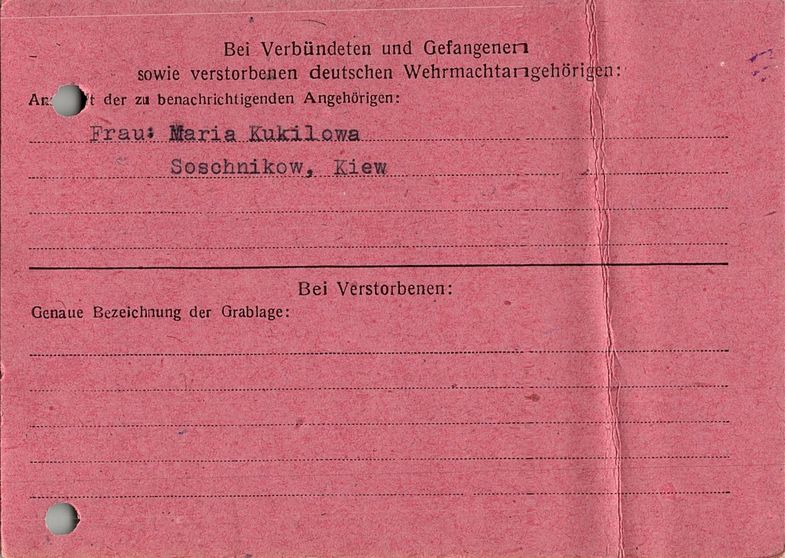 Bei Verbündeten und Gefangenen
sowie verstorbenen deutschen Wehrmachtangehörigen:
der zu benachrichtigenden Angehörigen:
Frau: Maria Kukilowa
Soschnikow, Kiew
Bei Verstorbenen:
Genaue Bezeichnung der Grablage: